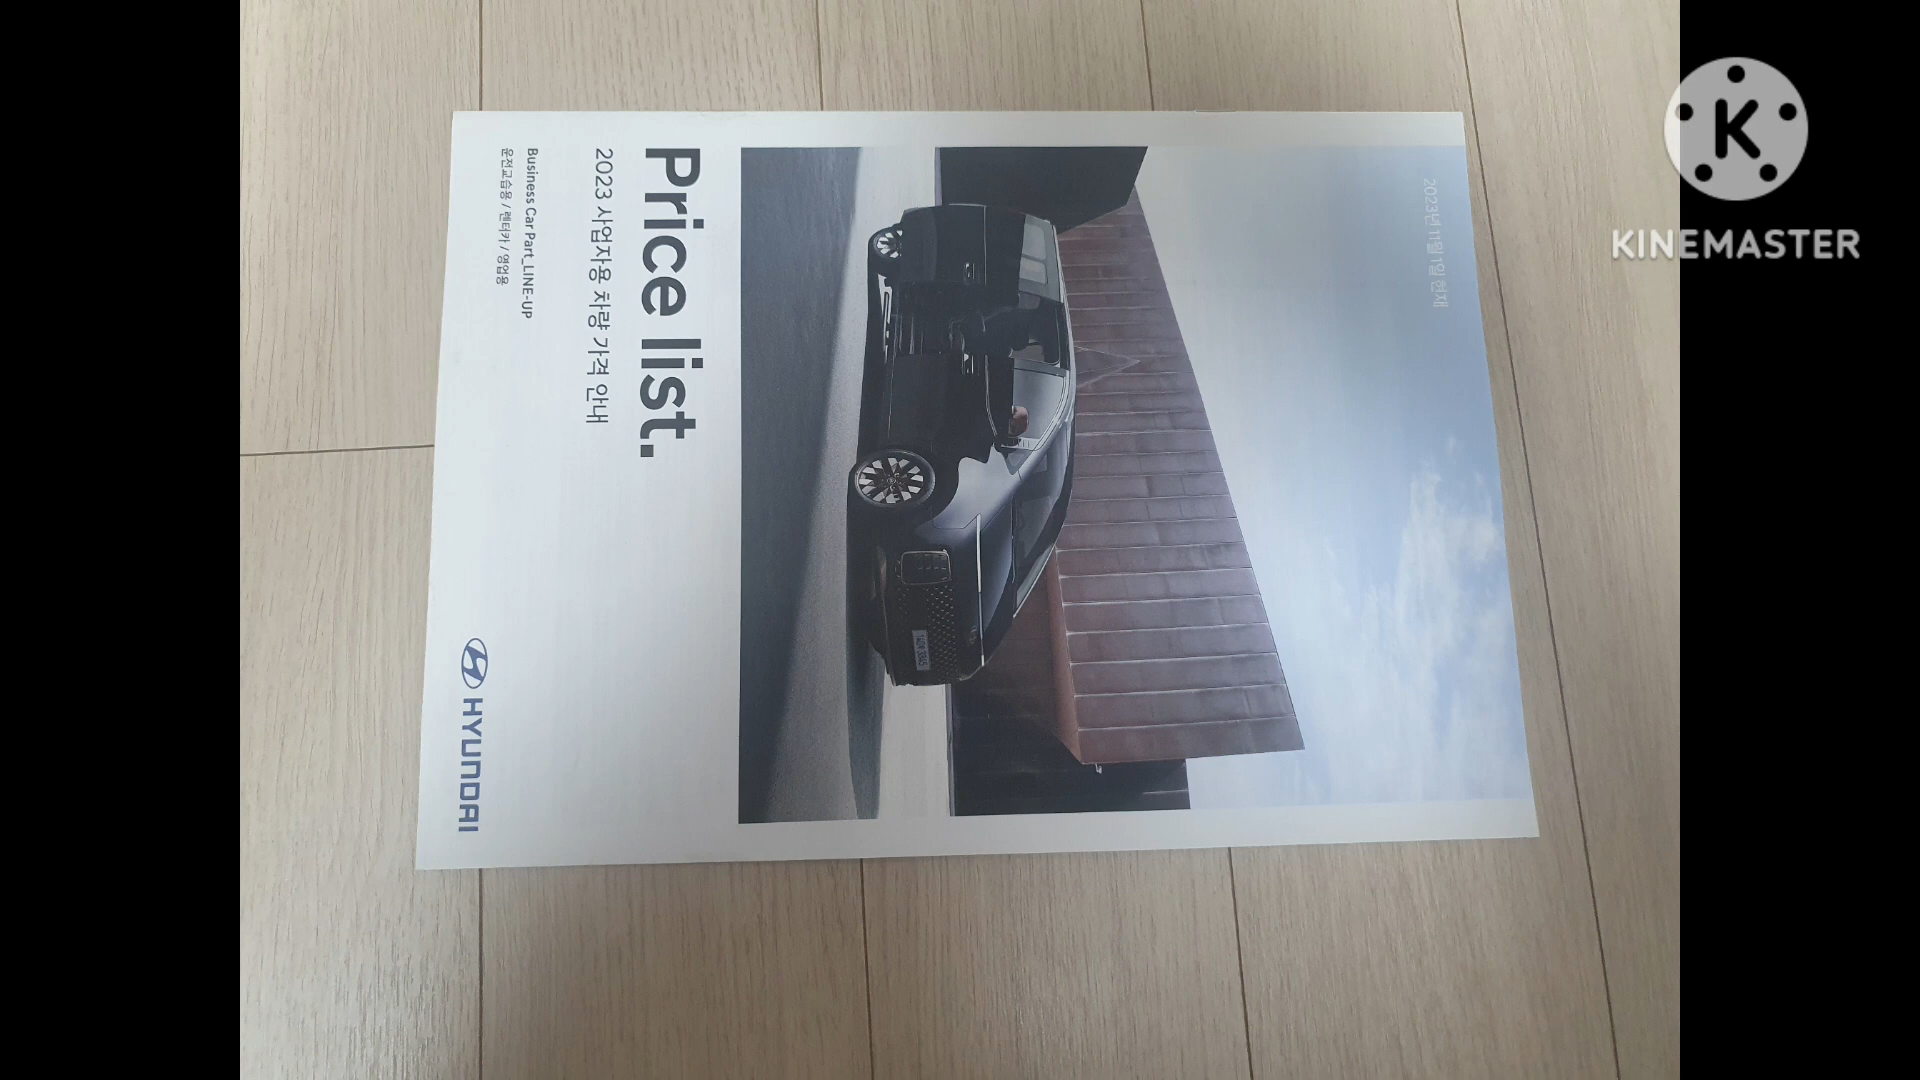 2023년 11월 1일 현재
Price list.
2023 사업자용 차량 가격 안내
Business Car Part_LINE-UP
운전교습용 / 렌터카 / 영업용
HYUNDAI
KINEMASTER